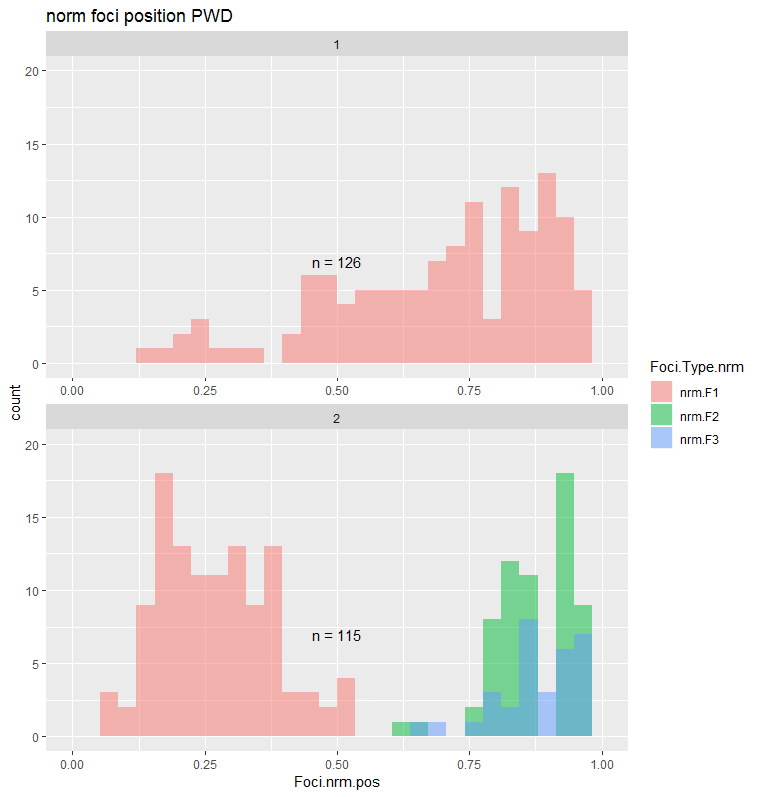 norm foci position PWD
1
20
15
10
5
0
n = 126
0.00 0.25 0.50 0.75 1.00
count
2
20
15
10
5
0
n = 115
0.00 0.25 0.50 0.75 1.00
Foci.nrm.pos
Foci.Type.nrm
nrm.F1
nrm.F2
nrm.F3